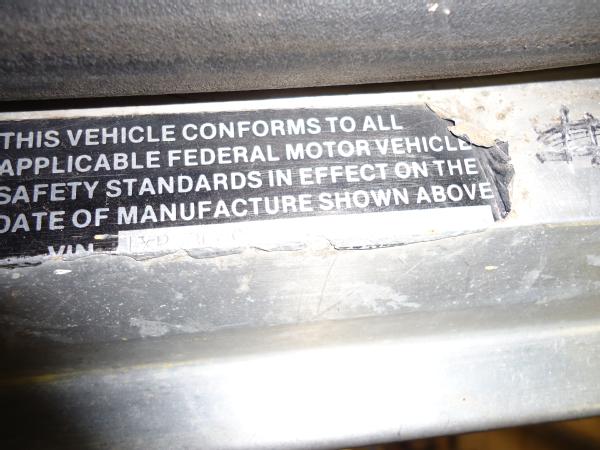 THIS VEHICLE CONFORMS TO ALL
APPLICABLE FEDERAL MOTOR VEHICLE
SAFETY STANDARDS IN EFFECT ON THE
DATE OF MANUFACTURE SHOWN ABOVE
VIN